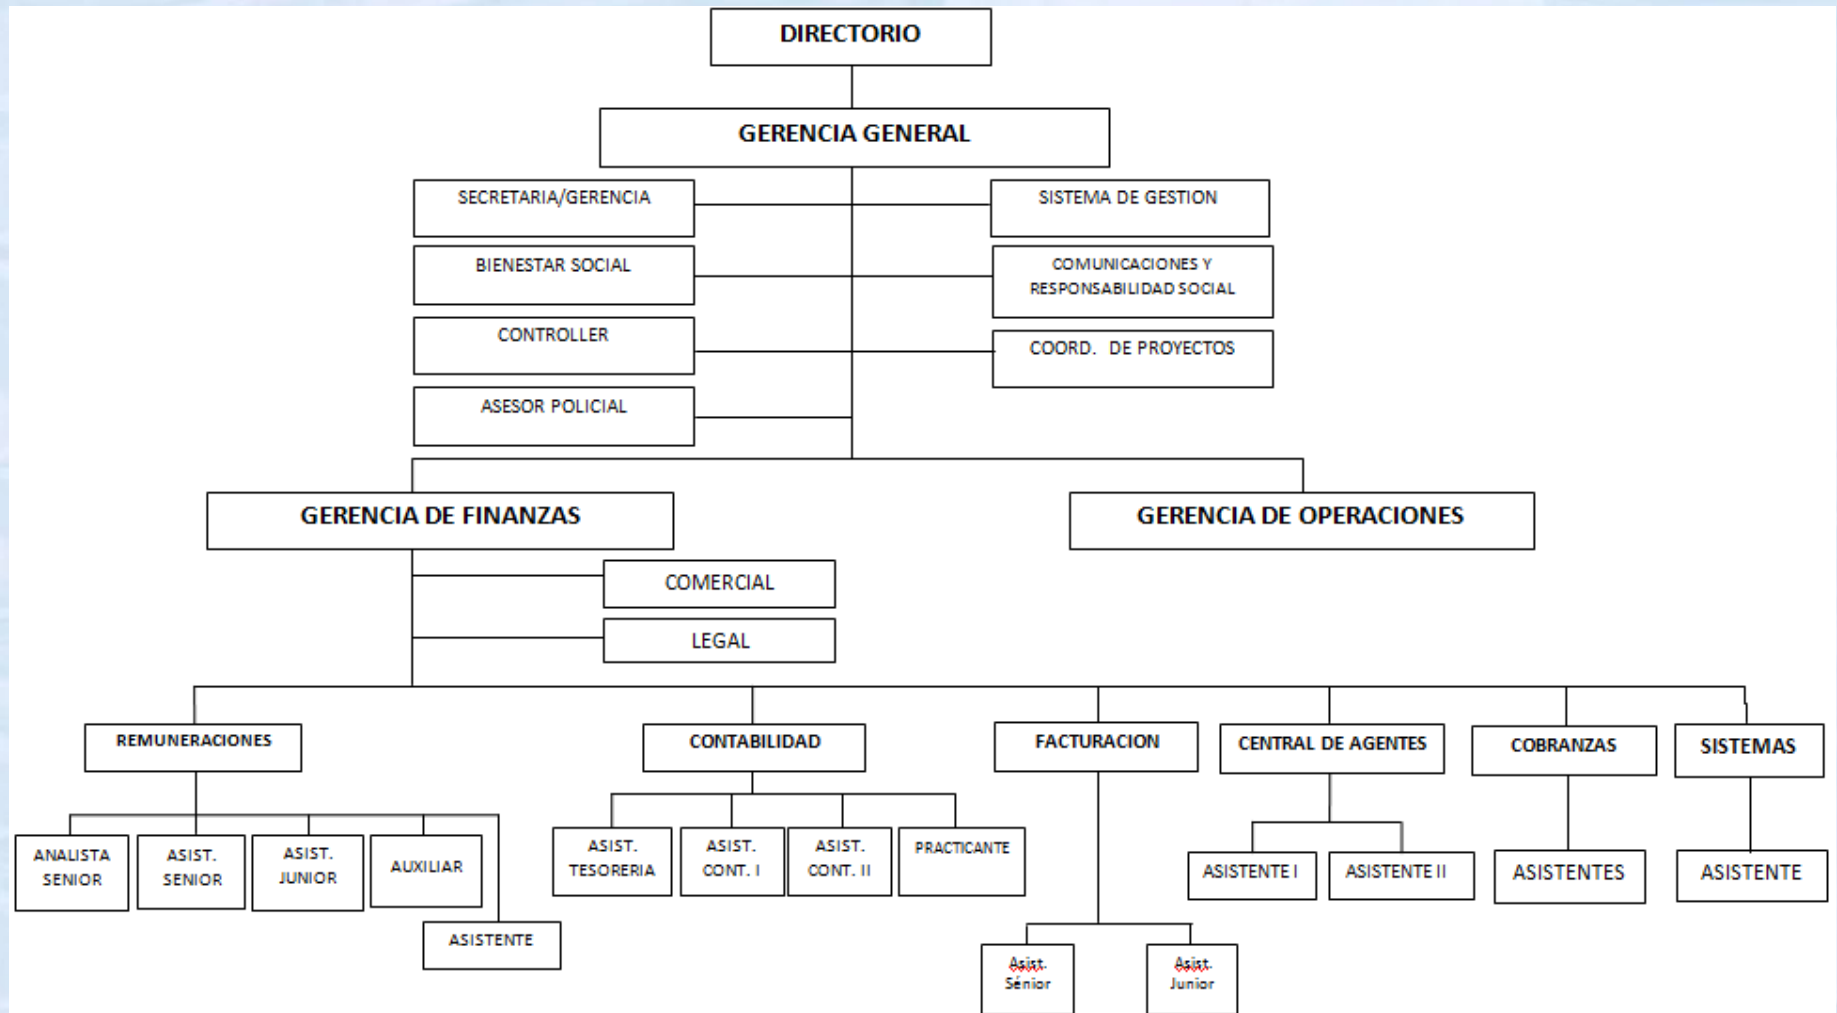 DIRECTORIO
GERENCIA GENERAL
SECRETARIA/GERENCIA
SISTEMA DE GESTION
BIENESTAR SOCIAL
COMUNICACIONES Y
RESPONSABILIDAD SOCIAL
CONTROLLER
COORD. DE PROYECTOS
ASESOR POLICIAL
GERENCIA DE FINANZAS
GERENCIA DE OPERACIONES
COMERCIAL
LEGAL
REMUNERACIONES
CONTABILIDAD
FACTURACION
CENTRAL DE AGENTES
COBRANZAS
SISTEMAS
ANALISTA
SENIOR
ASIST.
SENIOR
ASIST.
JUNIOR
AUXILIAR
ASISTENTE
ASIST.
TESORERIA
ASIST.
CONT. I
ASIST.
CONT. II
PRACTICANTE
Asist.
Sénior
Asist.
Junior
ASISTENTE I
ASISTENTE II
ASISTENTES
ASISTENTE